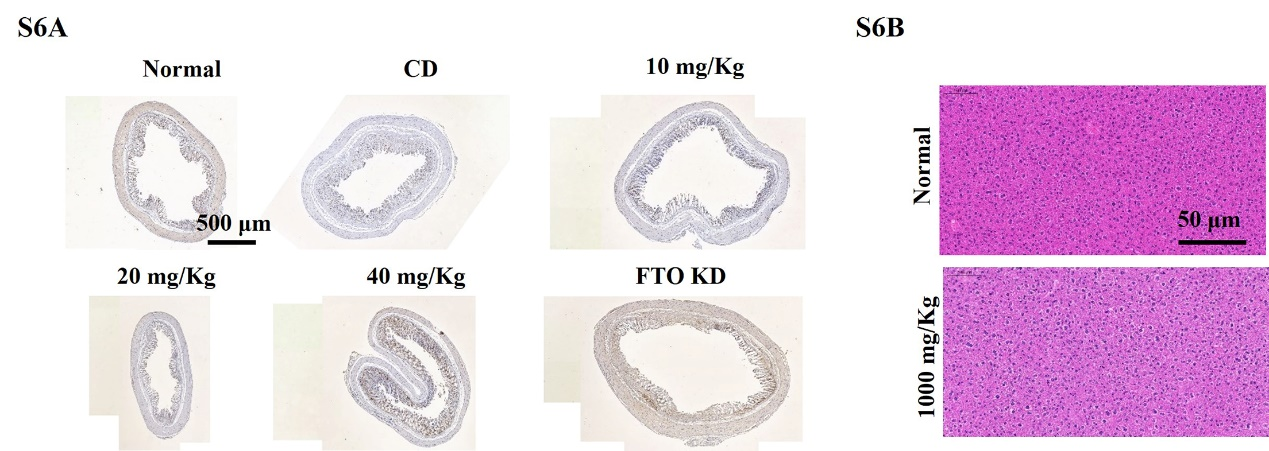 S6A
S6B
Normal
CD
10 mg/Kg
500 μm
20 mg/Kg
40 mg/Kg
FTO KD
Normal
50 μm
1000 mg/Kg